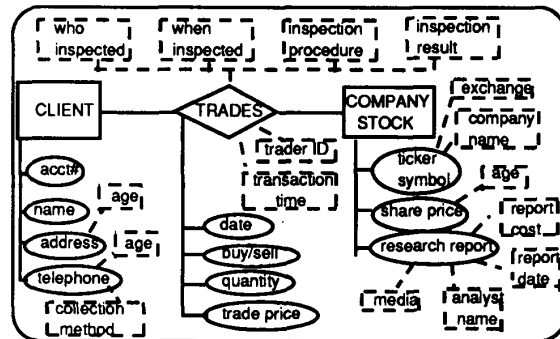 who inspected
when inspected
inspection procedure
inspection result
CLIENT
TRADES
COMPANY STOCK
exchange
company name
trader ID
transaction time
acct#
name
address
telephone
age
age
collection method
date
buy/sell
quantity
trade price
ticker symbol
share price
research report
age
report cost
report date
media
analyst name